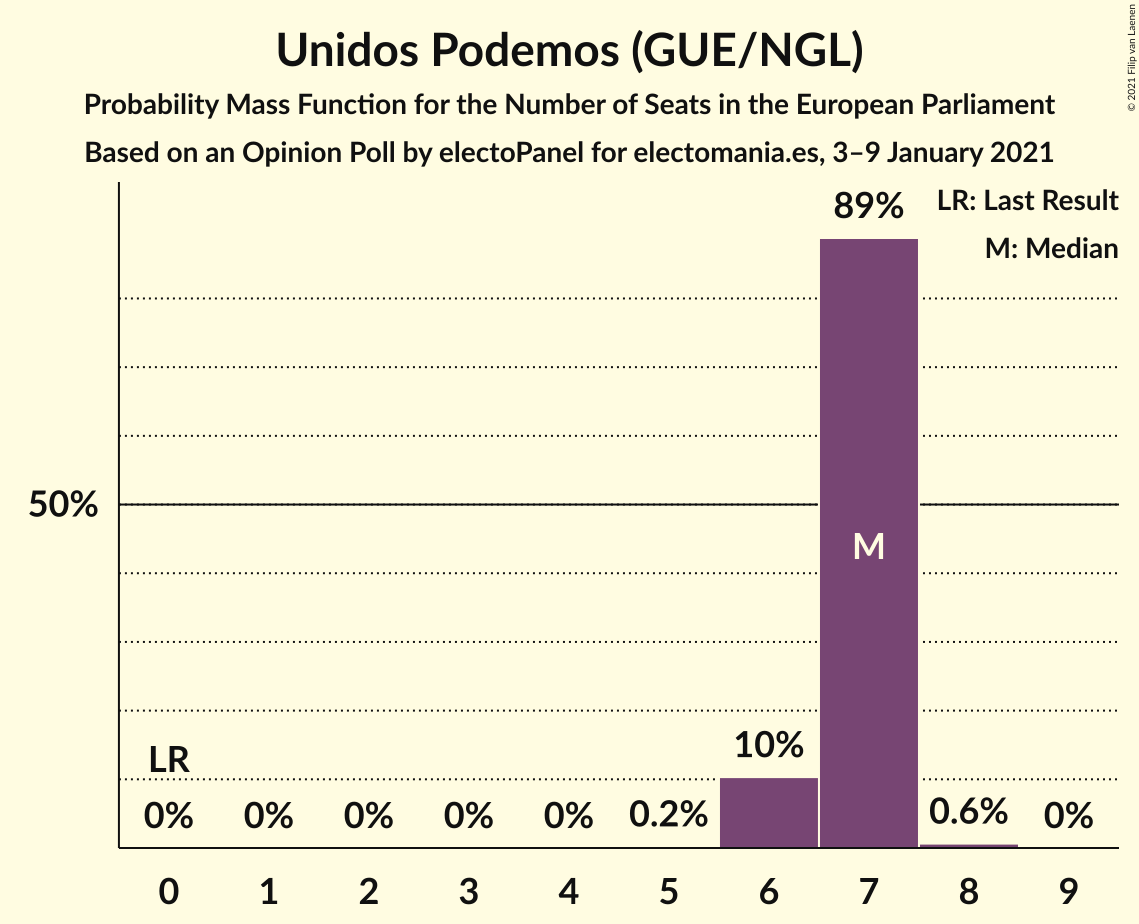 Unidos Podemos (GUE/NGL)
Probability Mass Function for the Number of Seats in the European Parliament
Based on an Opinion Poll by electoPanel for electomania.es, 3–9 January 2021
© 2021 Filip van Laenen
LR: Last Result
M: Median
89%
50%
M
LR
10%
0% 0% 0% 0% 0% 0.2% 0.6% 0%
0 1 2 3 4 5 6 7 8 9